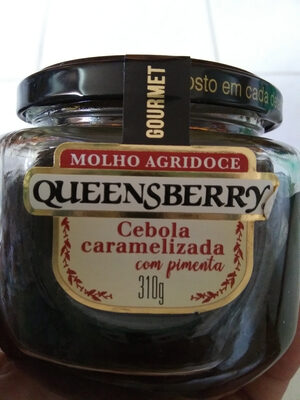 osto em cada
GOURMET
MOLHO AGRIDOCE
QUEENSBERRY
Cebola
caramelizada
com pimenta
310g